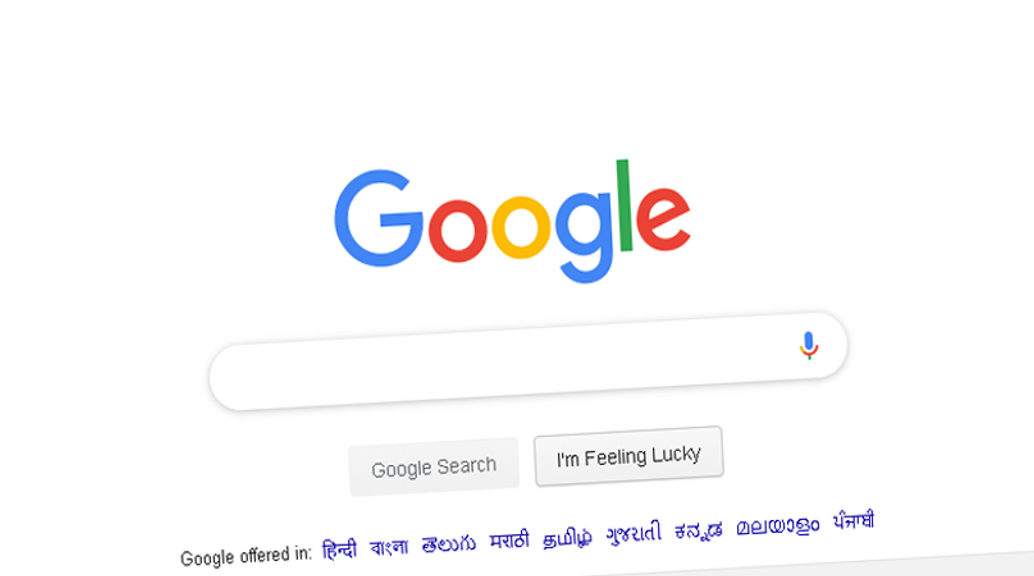 Google
Google Search I'm Feeling Lucky
Google offered in: हिन्दी বাংলা తెలుగు मराठी தமிழ் ગુજરાતી ಕನ್ನಡ മലയാളം ਪੰਜਾਬੀ